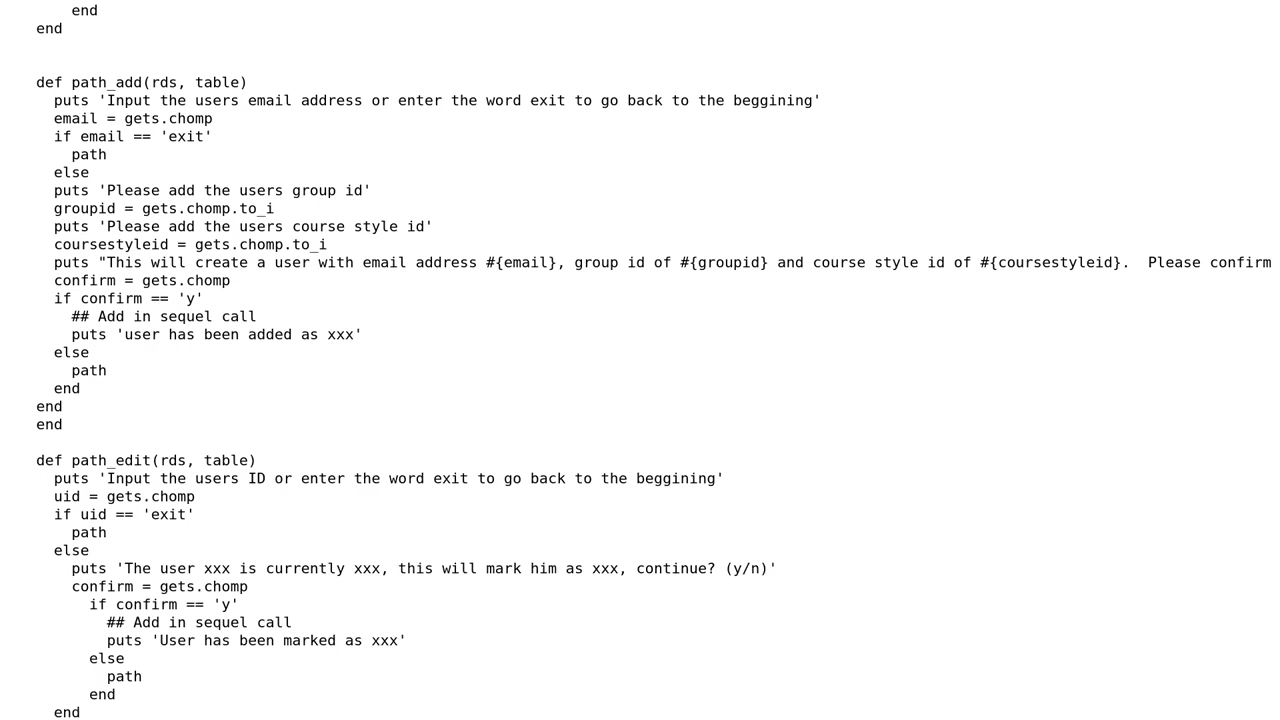 end
    end


    def path_add(rds, table)
      puts 'Input the users email address or enter the word exit to go back to the beggining'
      email = gets.chomp
      if email == 'exit'
        path
      else
      puts 'Please add the users group id'
      groupid = gets.chomp.to_i
      puts 'Please add the users course style id'
      coursestyleid = gets.chomp.to_i
      puts "This will create a user with email address #{email}, group id of #{groupid} and course style id of #{coursestyleid}.  Please confirm
      confirm = gets.chomp
      if confirm == 'y'
        ## Add in sequel call
        puts 'user has been added as xxx'
      else
        path
      end
    end
    end

    def path_edit(rds, table)
      puts 'Input the users ID or enter the word exit to go back to the beggining'
      uid = gets.chomp
      if uid == 'exit'
        path
      else
        puts 'The user xxx is currently xxx, this will mark him as xxx, continue? (y/n)'
        confirm = gets.chomp
          if confirm == 'y'
            ## Add in sequel call
            puts 'User has been marked as xxx'
          else
            path
          end
      end